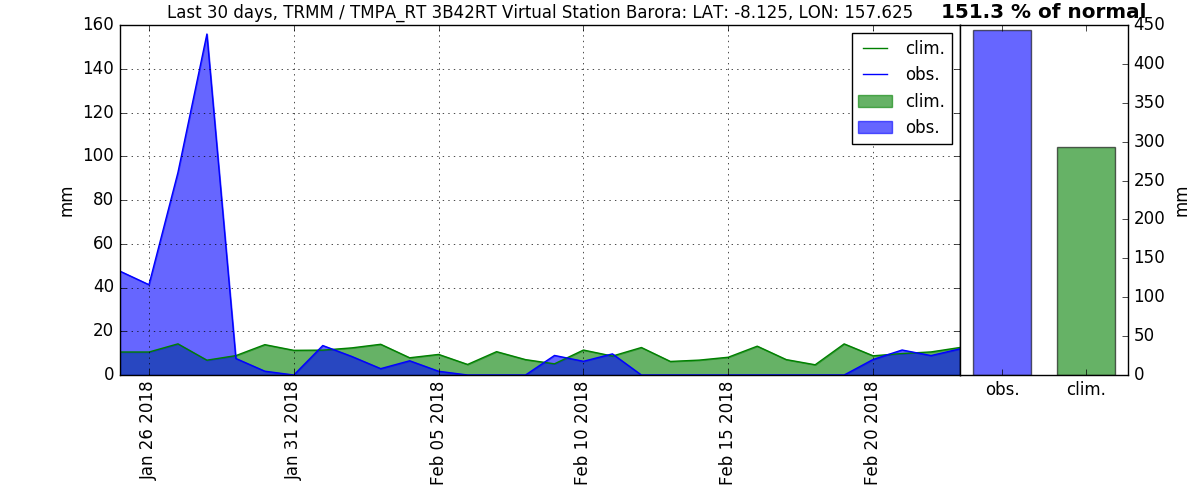 Last 30 days, TRMM / TMPA_RT 3B42RT Virtual Station Barora: LAT: -8.125, LON: 157.625
151.3 % of normal
160
140
120
100
80
60
40
20
0
mm
clim.
obs.
clim.
obs.
Jan 26 2018
Jan 31 2018
Feb 05 2018
Feb 10 2018
Feb 15 2018
Feb 20 2018
450
400
350
300
250
200
150
100
50
0
mm
obs.
clim.